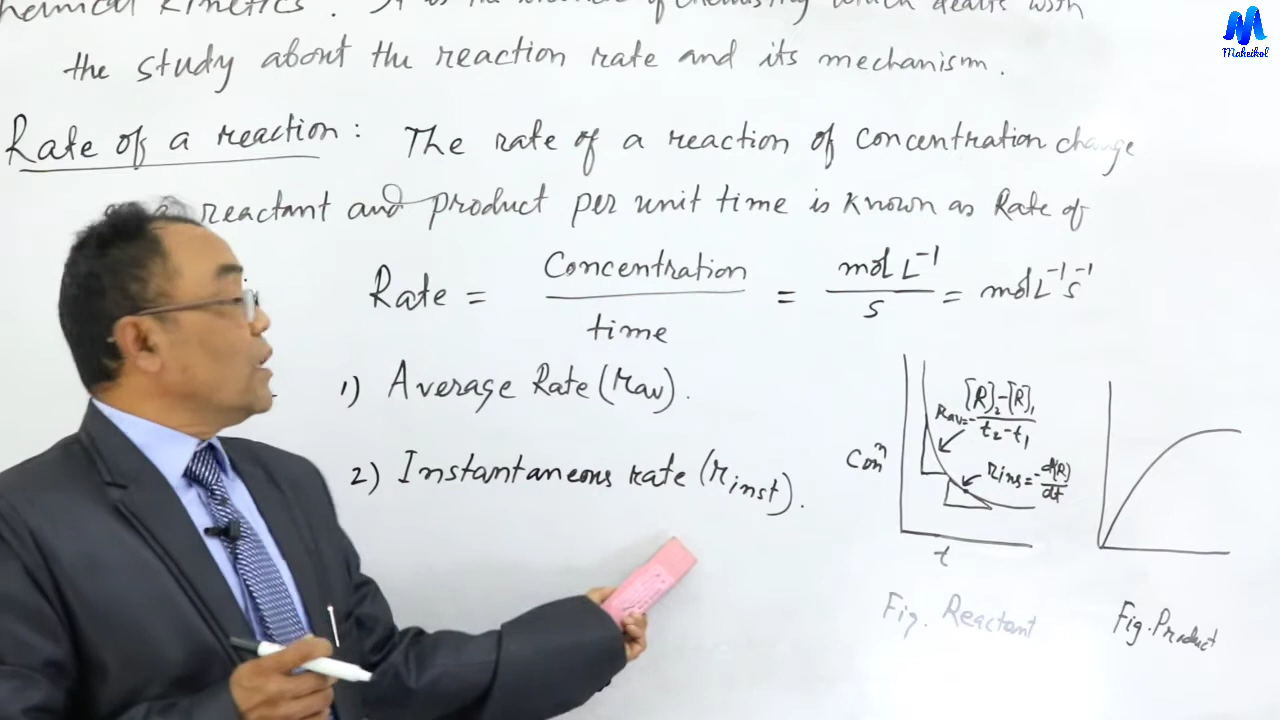 the study about the reaction rate and its mechanism.
Rate of a reaction: The rate of a reaction of concentration change
reactant and product per unit time is known as Rate of
Rate = Concentration / time = mol L⁻¹ / s = mol L⁻¹ s⁻¹
1) Average Rate (rav).
2) Instantaneous rate (rinst).
Rav = - [R]₂-[R]₁ / t₂-t₁
Conⁿ
rins = - d(R) / dt
t
Fig. Reactant
Fig. Product
Makeikol